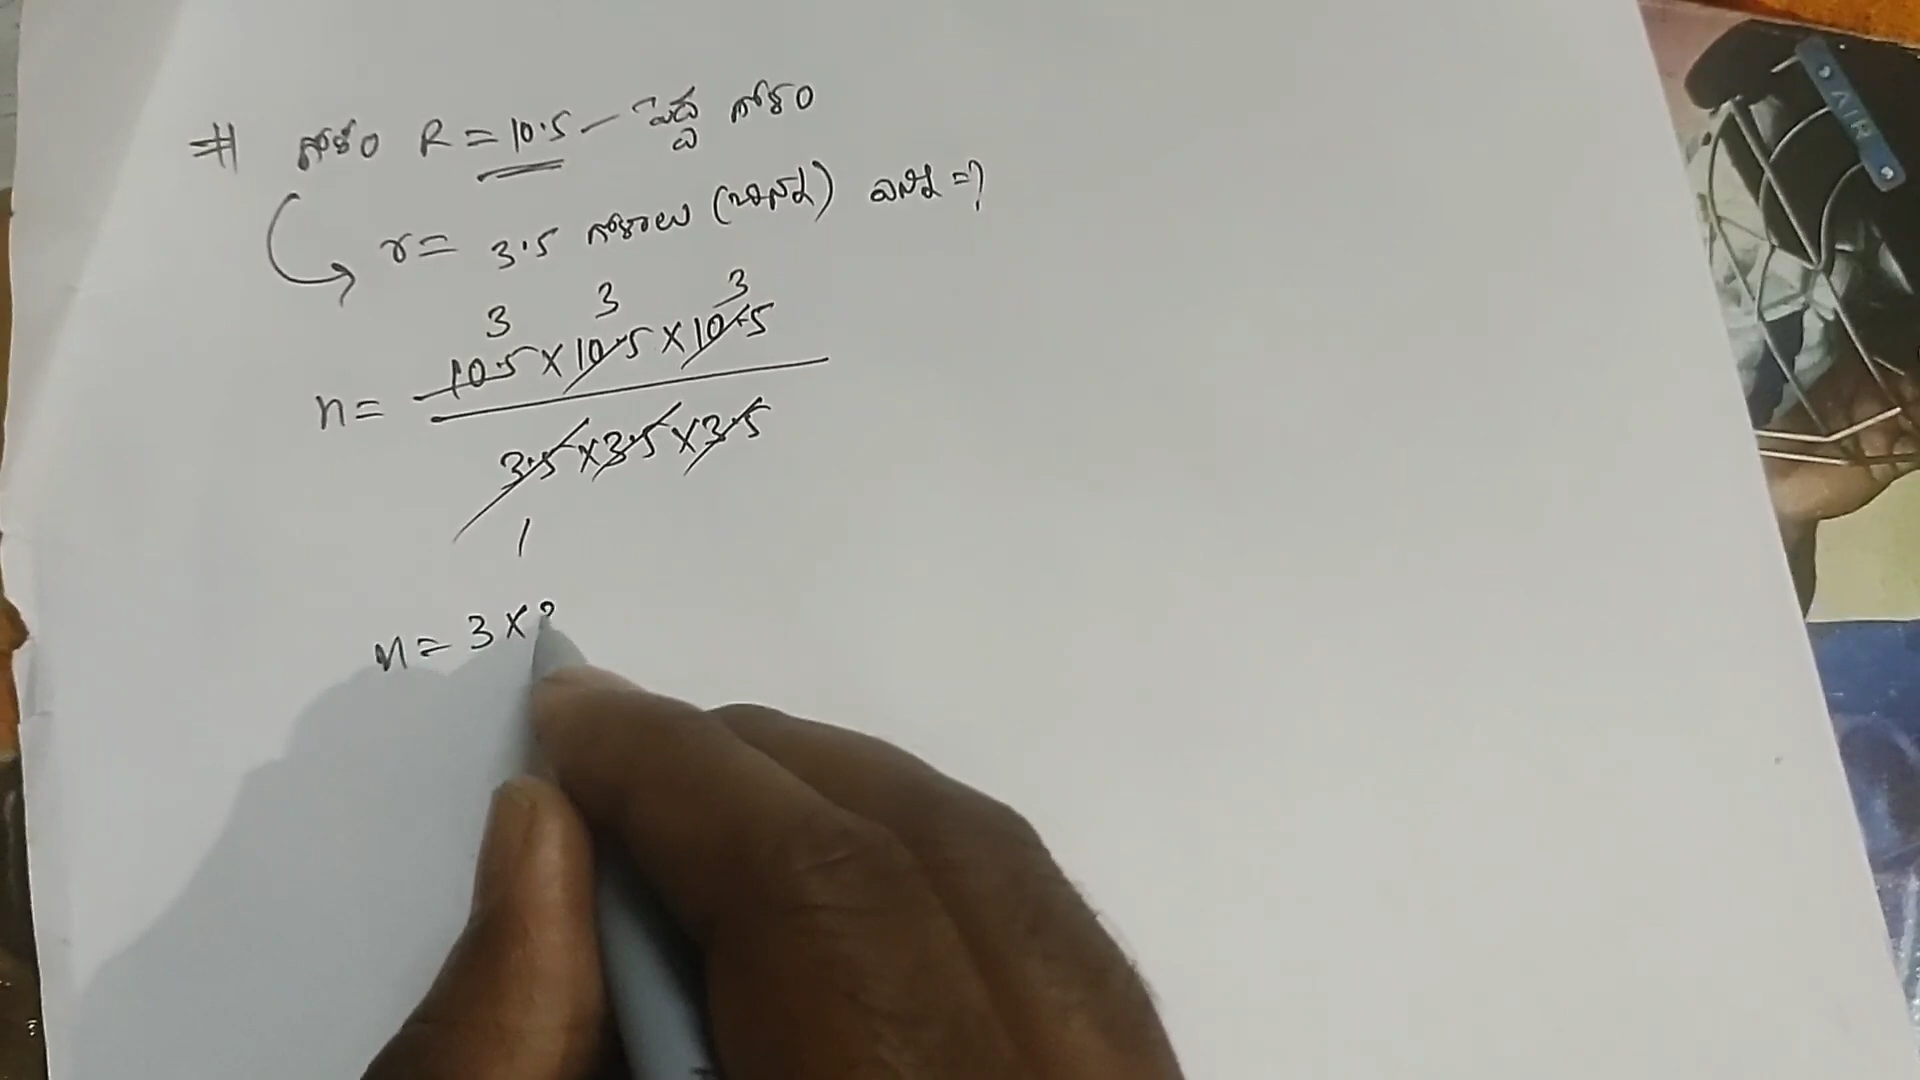 # గోళం R = 10.5 - పెద్ద గోళం
r = 3.5 గోళాలు (చిన్న) ఎన్ని = ?
3 3 3
n = 10.5 × 10.5 × 10.5
3.5 × 3.5 × 3.5
1
n = 3 ×
AIR